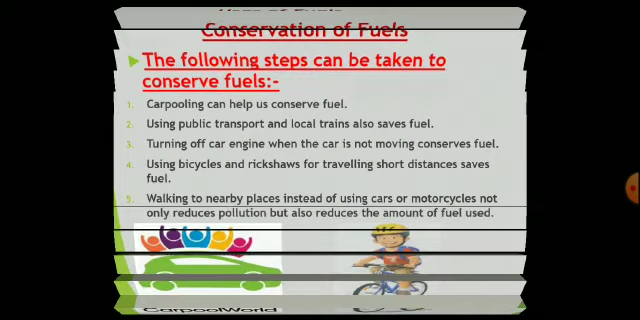 Uses of Fuels
Conservation of Fuels
The following steps can be taken to
conserve fuels:-
1. Carpooling can help us conserve fuel.
2. Using public transport and local trains also saves fuel.
3. Turning off car engine when the car is not moving conserves fuel.
4. Using bicycles and rickshaws for travelling short distances saves
fuel.
5. Walking to nearby places instead of using cars or motorcycles not
only reduces pollution but also reduces the amount of fuel used.
CarpoolWorld